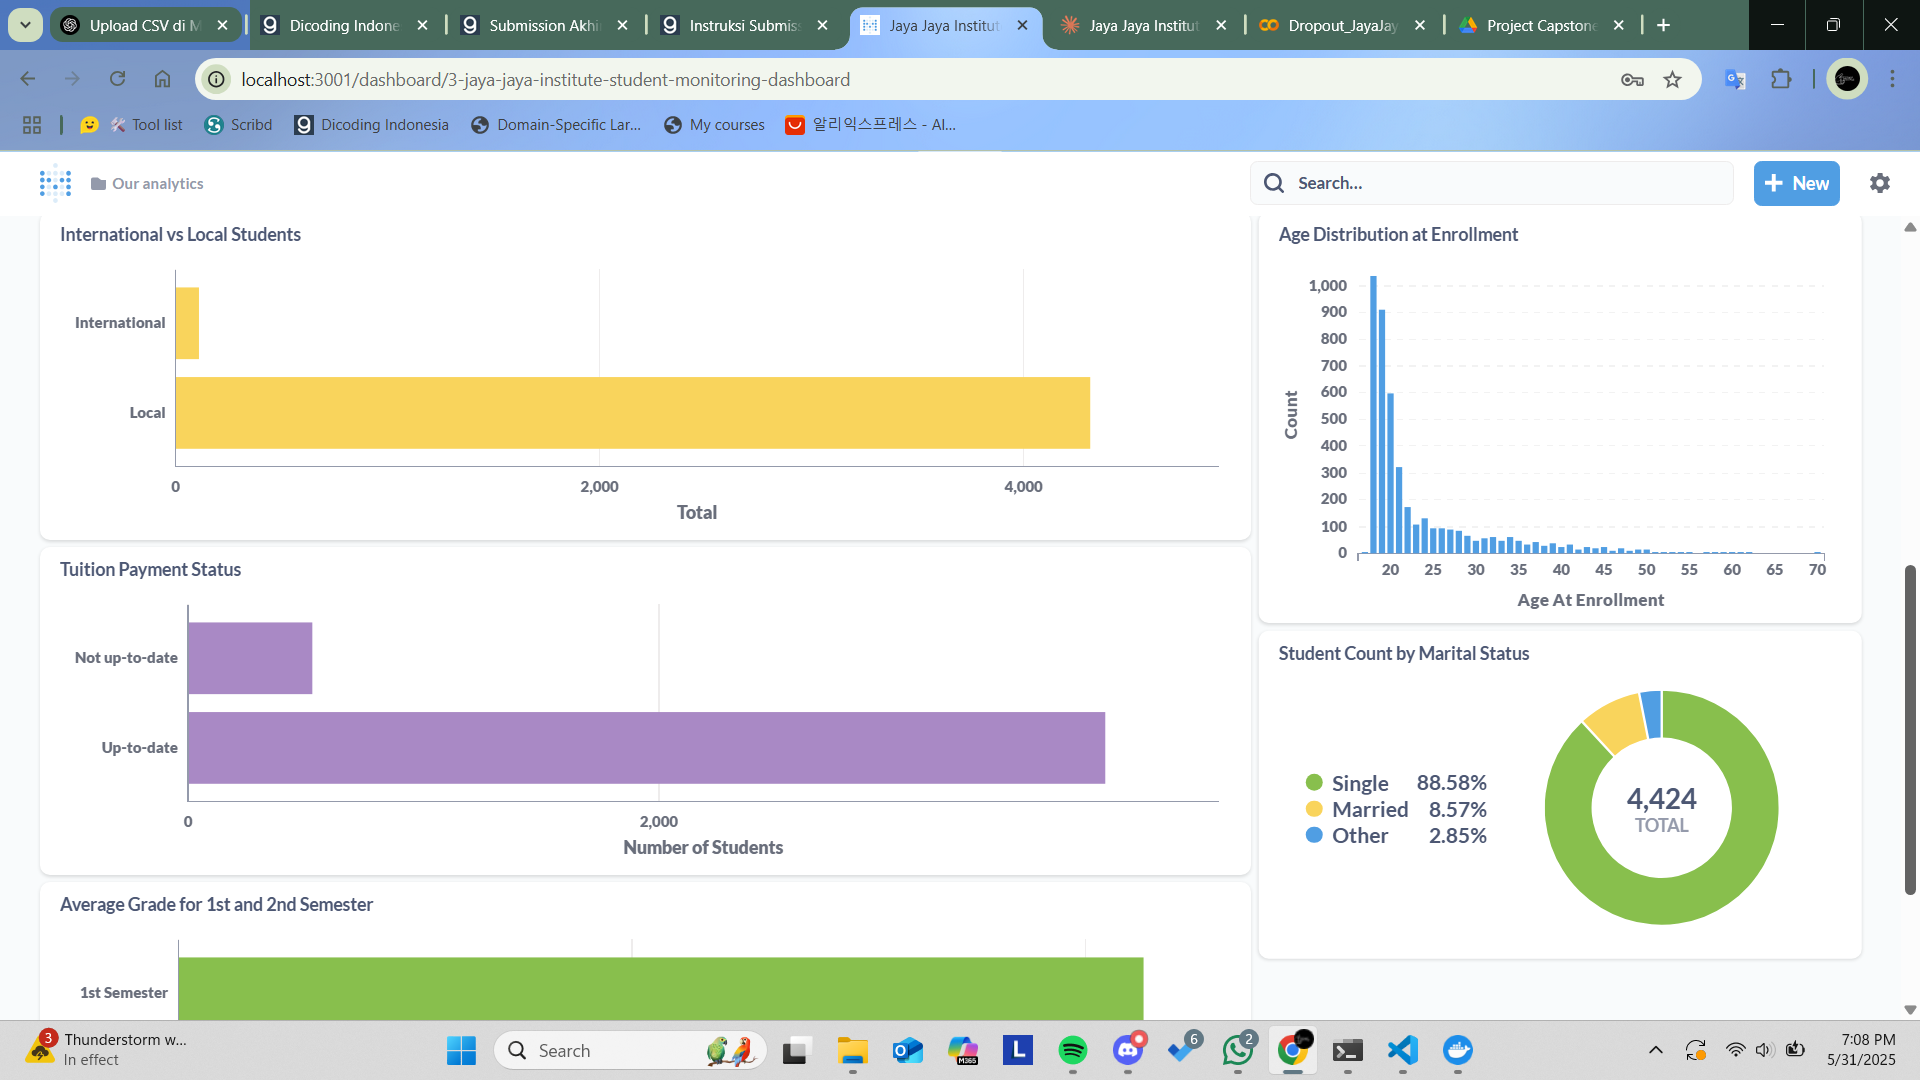 Upload CSV di M
Dicoding Indone
Submission Akhi
Instruksi Submis
Jaya Jaya Institut
Jaya Jaya Institut
Dropout_JayaJay
Project Capstone
localhost:3001/dashboard/3-jaya-jaya-institute-student-monitoring-dashboard
Tool list
Scribd
Dicoding Indonesia
Domain-Specific Lar...
My courses
알리익스프레스 - AI...
Our analytics
Search...
New
International vs Local Students
International
Local
0
2,000
4,000
Total
Age Distribution at Enrollment
1,000
900
800
700
600
500
400
300
200
100
0
Count
20
25
30
35
40
45
50
55
60
65
70
Age At Enrollment
Tuition Payment Status
Not up-to-date
Up-to-date
0
2,000
Number of Students
Student Count by Marital Status
Single 88.58%
Married 8.57%
Other 2.85%
4,424
TOTAL
Average Grade for 1st and 2nd Semester
1st Semester
3
Thunderstorm w...
In effect
Search
M365
L
6
2
7:08 PM
5/31/2025